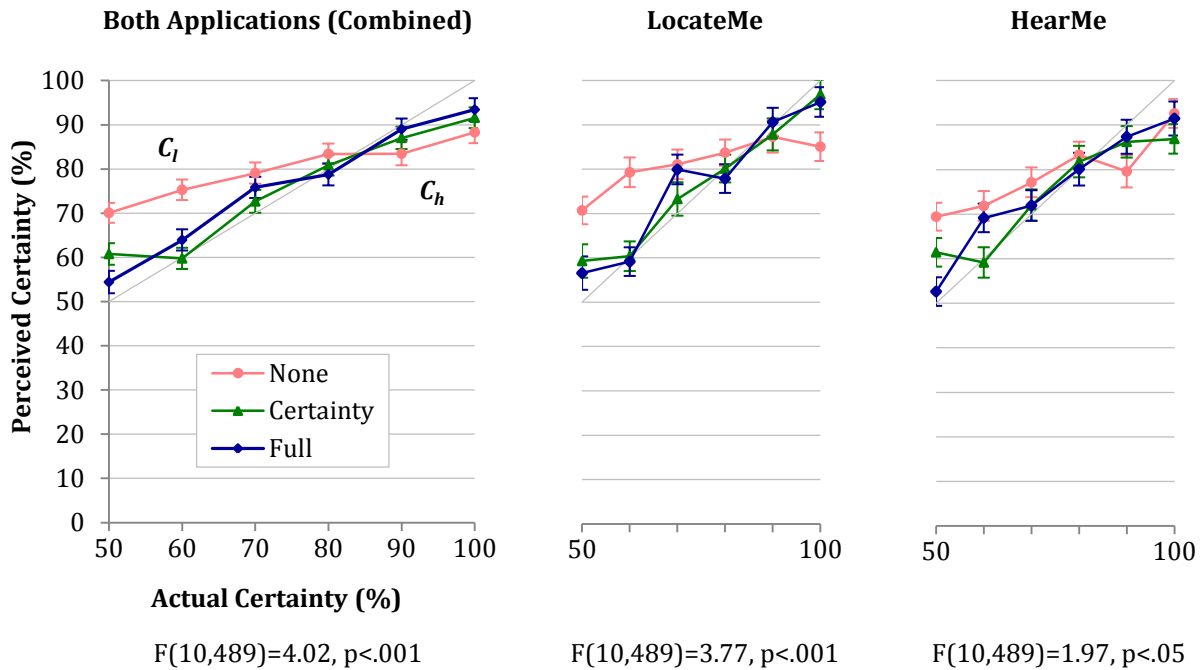 Both Applications (Combined)
LocateMe
HearMe
Perceived Certainty (%)
100
90
80
70
60
50
40
30
20
10
0
C_l
C_h
None
Certainty
Full
50 60 70 80 90 100
50 100
50 100
Actual Certainty (%)
F(10,489)=4.02, p<.001
F(10,489)=3.77, p<.001
F(10,489)=1.97, p<.05